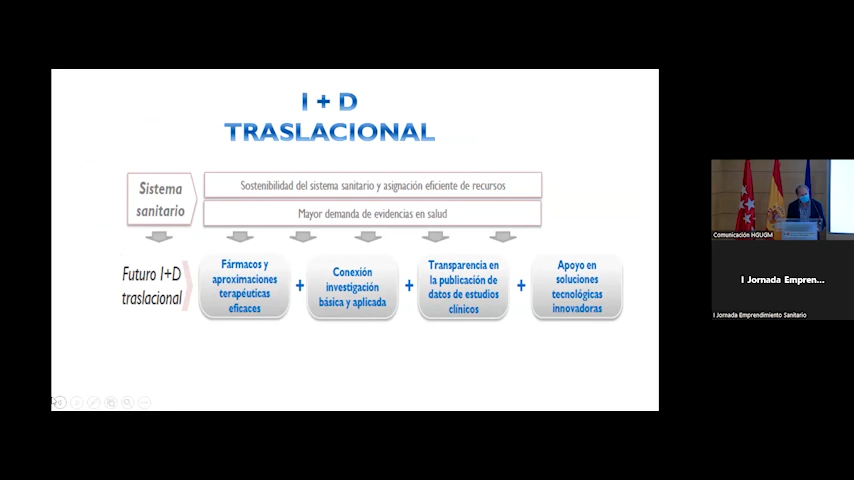 I + D
TRASLACIONAL
Sistema
sanitario
Sostenibilidad del sistema sanitario y asignación eficiente de recursos
Mayor demanda de evidencias en salud
Futuro I+D
traslacional
Fármacos y
aproximaciones
terapéuticas
eficaces
+
Conexión
investigación
básica y aplicada
+
Transparencia en
la publicación de
datos de estudios
clínicos
+
Apoyo en
soluciones
tecnológicas
innovadoras
Comunicación HGUGM
I Jornada Empren...
I Jornada Emprendimiento Sanitario